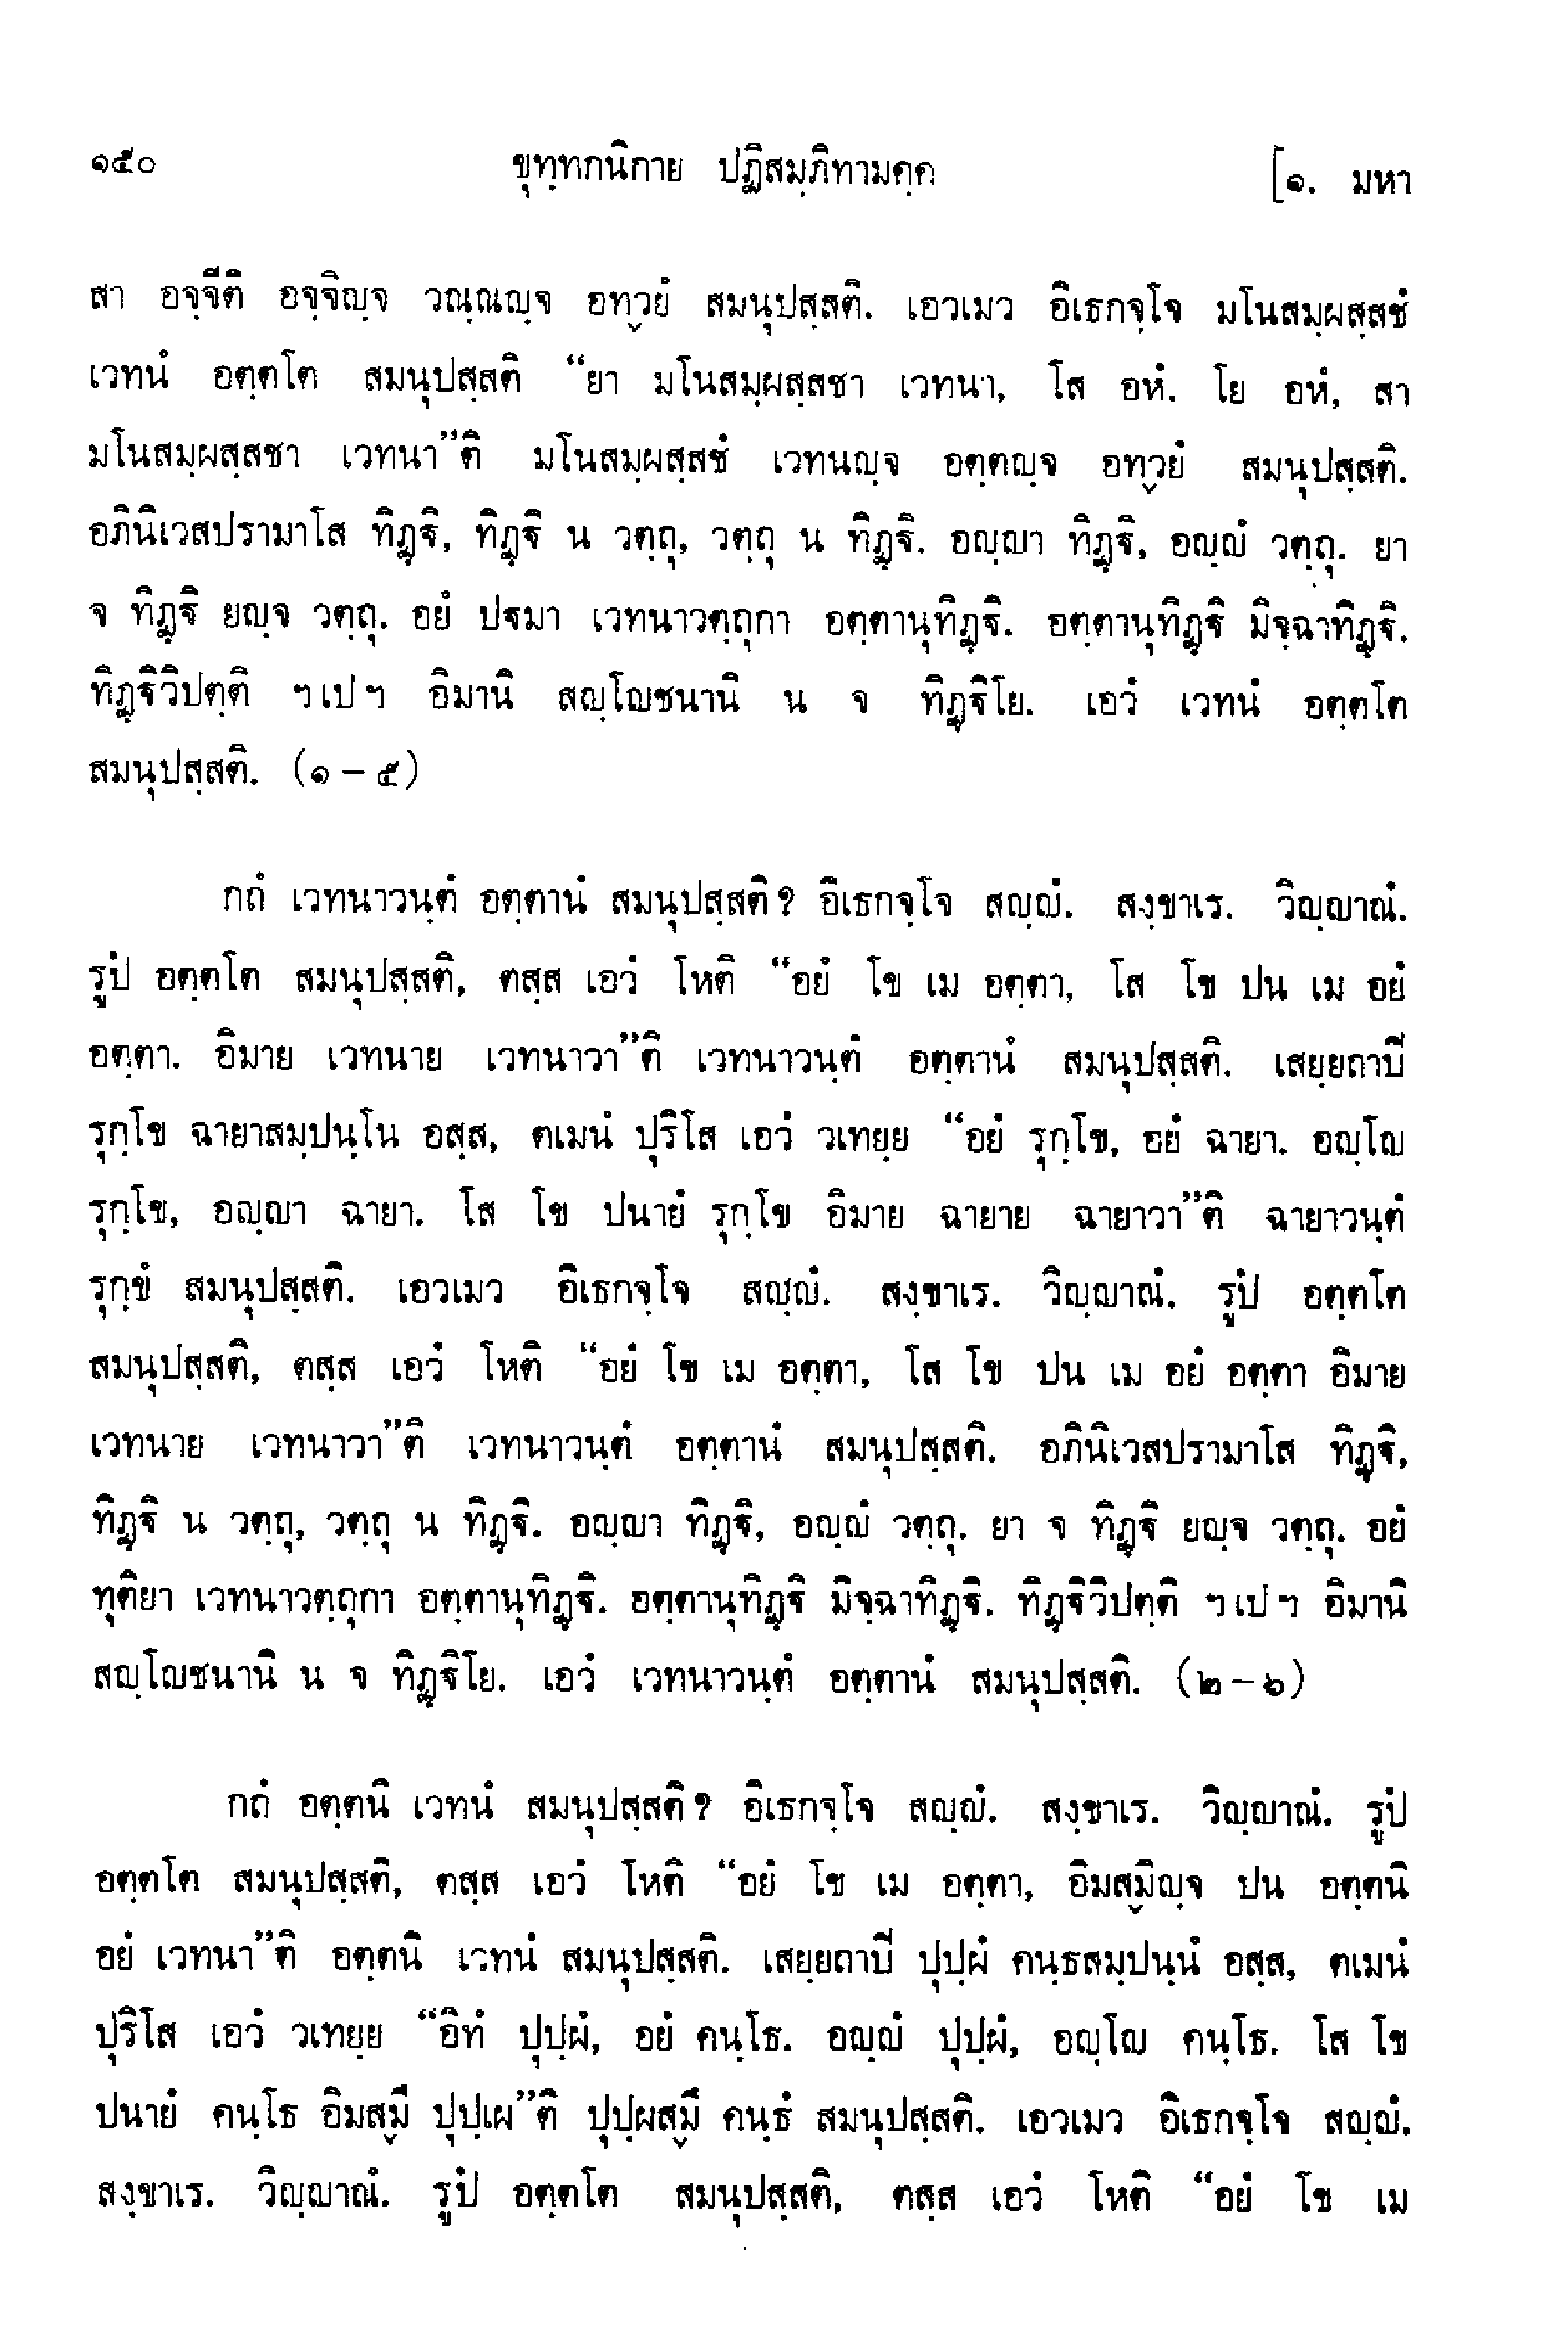 ๑๕๐ ขุทฺทกนิกาย ปฏิสมฺภิทามคฺค [๑. มหา
สา อจฺจีติ อจฺจิญฺจ วณฺณญฺจ อทฺวยํ สมนุปสฺสติ. เอวเมว อิเธกจฺโจ มโนสมฺผสฺสชํ
เวทนํ อตฺตโต สมนุปสฺสติ “ยา มโนสมฺผสฺสชา เวทนา, โส อหํ. โย อหํ, สา
มโนสมฺผสฺสชา เวทนา”ติ มโนสมฺผสฺสชํ เวทนญฺจ อตฺตญฺจ อทฺวยํ สมนุปสฺสติ.
อภินิเวสปรามาโส ทิฏฺฐิ, ทิฏฺฐิ น วตฺถุ, วตฺถุ น ทิฏฺฐิ. อญฺญา ทิฏฺฐิ, อญฺญํ วตฺถุ. ยา
จ ทิฏฺฐิ ยญฺจ วตฺถุ. อยํ ปฐมา เวทนาวตฺถุกา อตฺตานุทิฏฺฐิ. อตฺตานุทิฏฺฐิ มิจฺฉาทิฏฺฐิ.
ทิฏฺฐิวิปตฺติ ฯเปฯ อิมานิ สญฺโญชนานิ น จ ทิฏฺฐิโย. เอวํ เวทนํ อตฺตโต
สมนุปสฺสติ. (๑ – ๕)
กถํ เวทนาวนฺตํ อตฺตานํ สมนุปสฺสติ? อิเธกจฺโจ สญฺญํ. สงฺขาเร. วิญฺญาณํ.
รูปํ อตฺตโต สมนุปสฺสติ, ตสฺส เอวํ โหติ “อยํ โข เม อตฺตา, โส โข ปน เม อยํ
อตฺตา. อิมาย เวทนาย เวทนาวา”ติ เวทนาวนฺตํ อตฺตานํ สมนุปสฺสติ. เสยฺยถาปิ
รุกฺโข ฉายาสมฺปนฺโน อสฺส, ตเมนํ ปุริโส เอวํ วเทยฺย “อยํ รุกฺโข, อยํ ฉายา. อญฺโญ
รุกฺโข, อญฺญา ฉายา. โส โข ปนายํ รุกฺโข อิมาย ฉายาย ฉายาวา”ติ ฉายาวนฺตํ
รุกฺขํ สมนุปสฺสติ. เอวเมว อิเธกจฺโจ สญฺญํ. สงฺขาเร. วิญฺญาณํ. รูปํ อตฺตโต
สมนุปสฺสติ, ตสฺส เอวํ โหติ “อยํ โข เม อตฺตา, โส โข ปน เม อยํ อตฺตา อิมาย
เวทนาย เวทนาวา”ติ เวทนาวนฺตํ อตฺตานํ สมนุปสฺสติ. อภินิเวสปรามาโส ทิฏฺฐิ,
ทิฏฺฐิ น วตฺถุ, วตฺถุ น ทิฏฺฐิ. อญฺญา ทิฏฺฐิ, อญฺญํ วตฺถุ. ยา จ ทิฏฺฐิ ยญฺจ วตฺถุ. อยํ
ทุติยา เวทนาวตฺถุกา อตฺตานุทิฏฺฐิ. อตฺตานุทิฏฺฐิ มิจฺฉาทิฏฺฐิ. ทิฏฺฐิวิปตฺติ ฯเปฯ อิมานิ
สญฺโญชนานิ น จ ทิฏฺฐิโย. เอวํ เวทนาวนฺตํ อตฺตานํ สมนุปสฺสติ. (๒ – ๖)
กถํ อตฺตนิ เวทนํ สมนุปสฺสติ? อิเธกจฺโจ สญฺญํ. สงฺขาเร. วิญฺญาณํ. รูปํ
อตฺตโต สมนุปสฺสติ, ตสฺส เอวํ โหติ “อยํ โข เม อตฺตา, อิมสฺมิญฺจ ปน อตฺตนิ
อยํ เวทนา”ติ อตฺตนิ เวทนํ สมนุปสฺสติ. เสยฺยถาปิ ปุปฺผํ คนฺธสมฺปนฺนํ อสฺส, ตเมนํ
ปุริโส เอวํ วเทยฺย “อิทํ ปุปฺผํ, อยํ คนฺโธ. อญฺญํ ปุปฺผํ, อญฺโญ คนฺโธ. โส โข
ปนายํ คนฺโธ อิมสฺมึ ปุปฺเผ”ติ ปุปฺผสฺมึ คนฺธํ สมนุปสฺสติ. เอวเมว อิเธกจฺโจ สญฺญํ.
สงฺขาเร. วิญฺญาณํ. รูปํ อตฺตโต สมนุปสฺสติ, ตสฺส เอวํ โหติ “อยํ โข เม